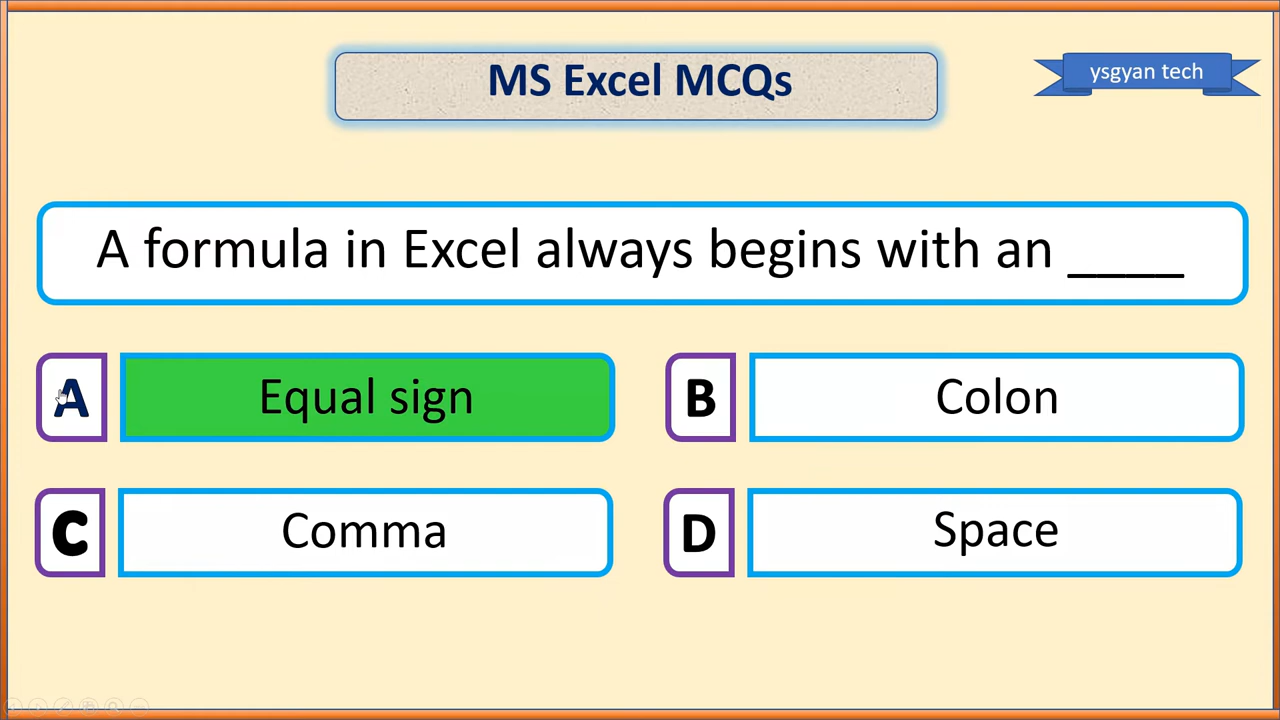 MS Excel MCQs
ysgyan tech
A formula in Excel always begins with an ____
A Equal sign
B Colon
C Comma
D Space